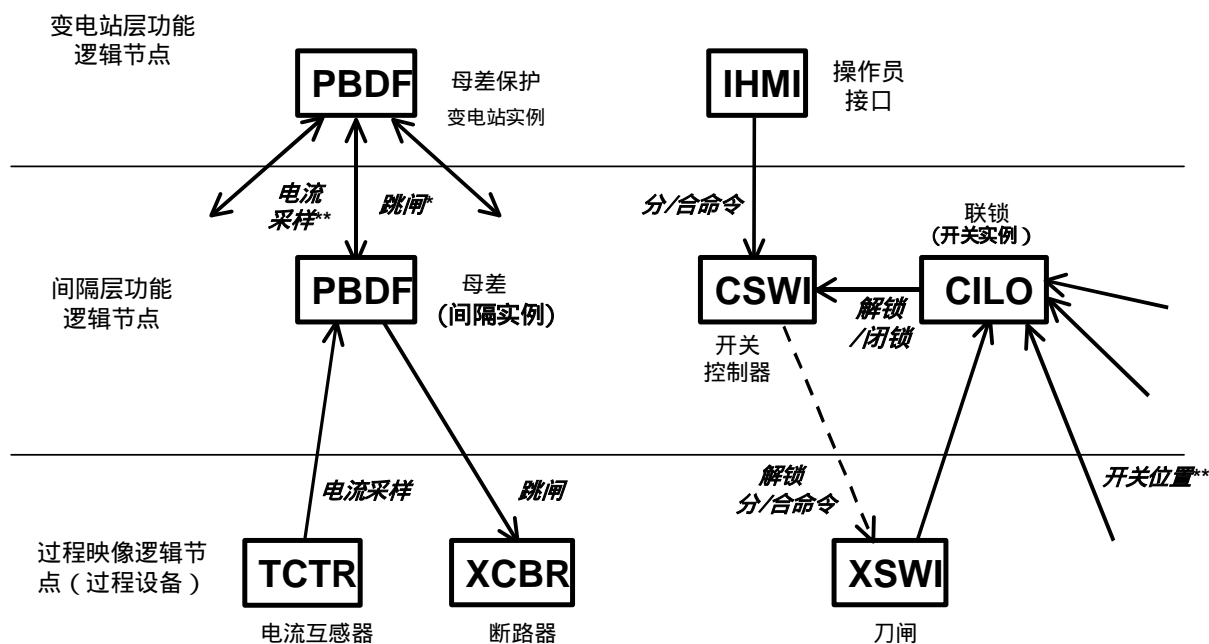 变电站层功能
逻辑节点
PBDF
母差保护
变电站实例
IHMI
操作员
接口
电流
采样**
跳闸*
分/合命令
联锁
(开关实例)
间隔层功能
逻辑节点
PBDF
母差
(间隔实例)
CSWI
CILO
解锁
/闭锁
开关
控制器
电流采样
跳闸
解锁
分/合命令
开关位置**
过程映像逻辑节
点（过程设备）
TCTR
XCBR
XSWI
电流互感器
断路器
刀闸